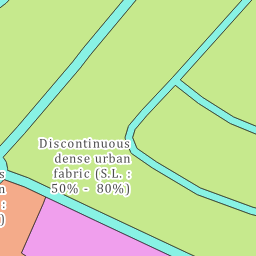 Discontinuous
dense urban
fabric (S.L. :
50% - 80%)
s
n
:
)